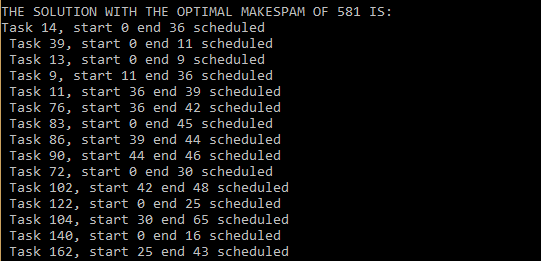 THE SOLUTION WITH THE OPTIMAL MAKESPAM OF 581 IS:
Task 14, start 0 end 36 scheduled
Task 39, start 0 end 11 scheduled
Task 13, start 0 end 9 scheduled
Task 9, start 11 end 36 scheduled
Task 11, start 36 end 39 scheduled
Task 76, start 36 end 42 scheduled
Task 83, start 0 end 45 scheduled
Task 86, start 39 end 44 scheduled
Task 90, start 44 end 46 scheduled
Task 72, start 0 end 30 scheduled
Task 102, start 42 end 48 scheduled
Task 122, start 0 end 25 scheduled
Task 104, start 30 end 65 scheduled
Task 140, start 0 end 16 scheduled
Task 162, start 25 end 43 scheduled